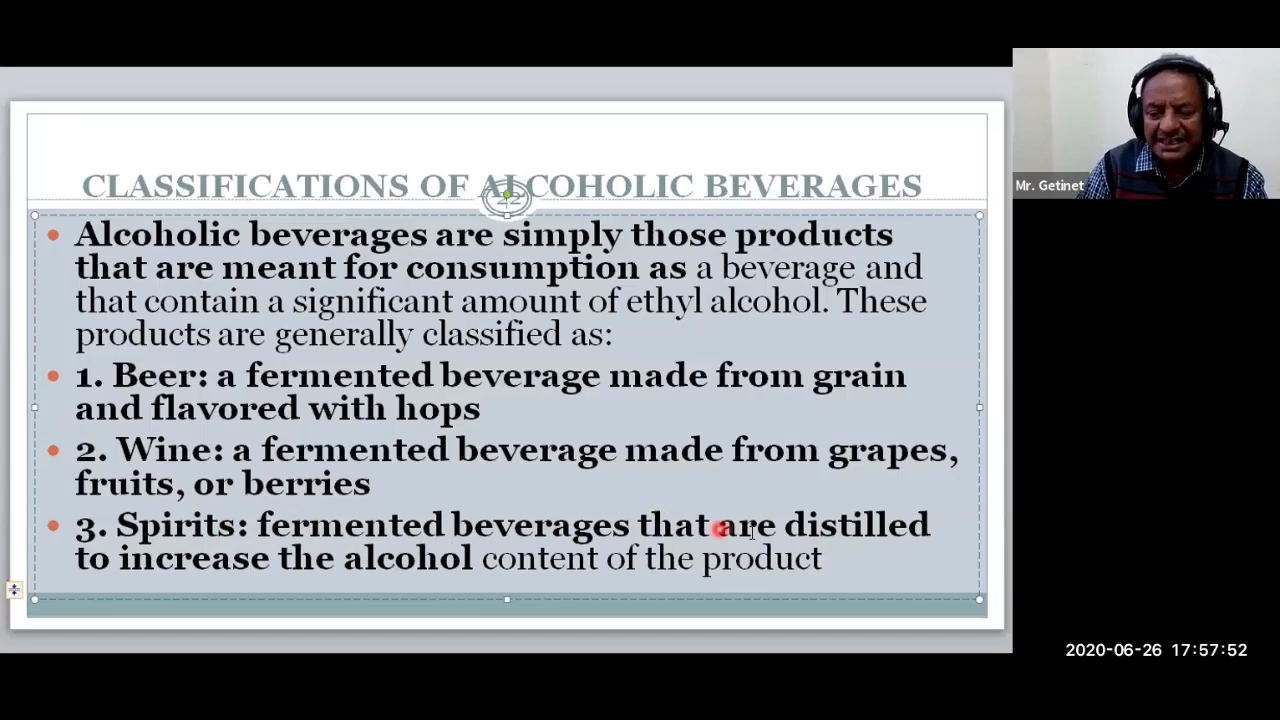 CLASSIFICATIONS OF ALCOHOLIC BEVERAGES
22
Alcoholic beverages are simply those products
that are meant for consumption as a beverage and
that contain a significant amount of ethyl alcohol. These
products are generally classified as:
1. Beer: a fermented beverage made from grain
and flavored with hops
2. Wine: a fermented beverage made from grapes,
fruits, or berries
3. Spirits: fermented beverages that are distilled
to increase the alcohol content of the product
Mr. Getinet
2020-06-26 17:57:52